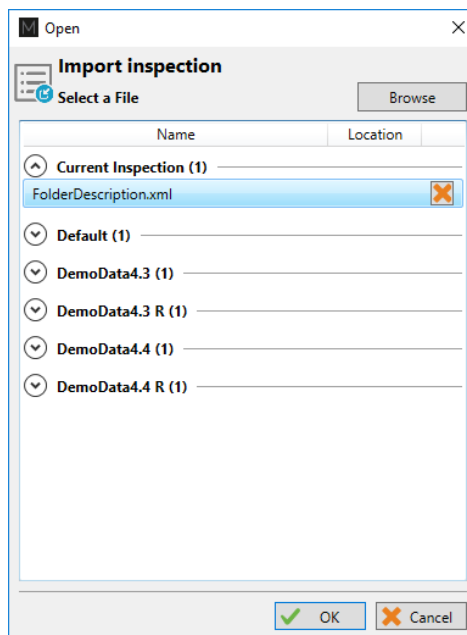 M Open
Import inspection
Select a File
Browse
Name Location
Current Inspection (1)
FolderDescription.xml
Default (1)
DemoData4.3 (1)
DemoData4.3 R (1)
DemoData4.4 (1)
DemoData4.4 R (1)
OK Cancel